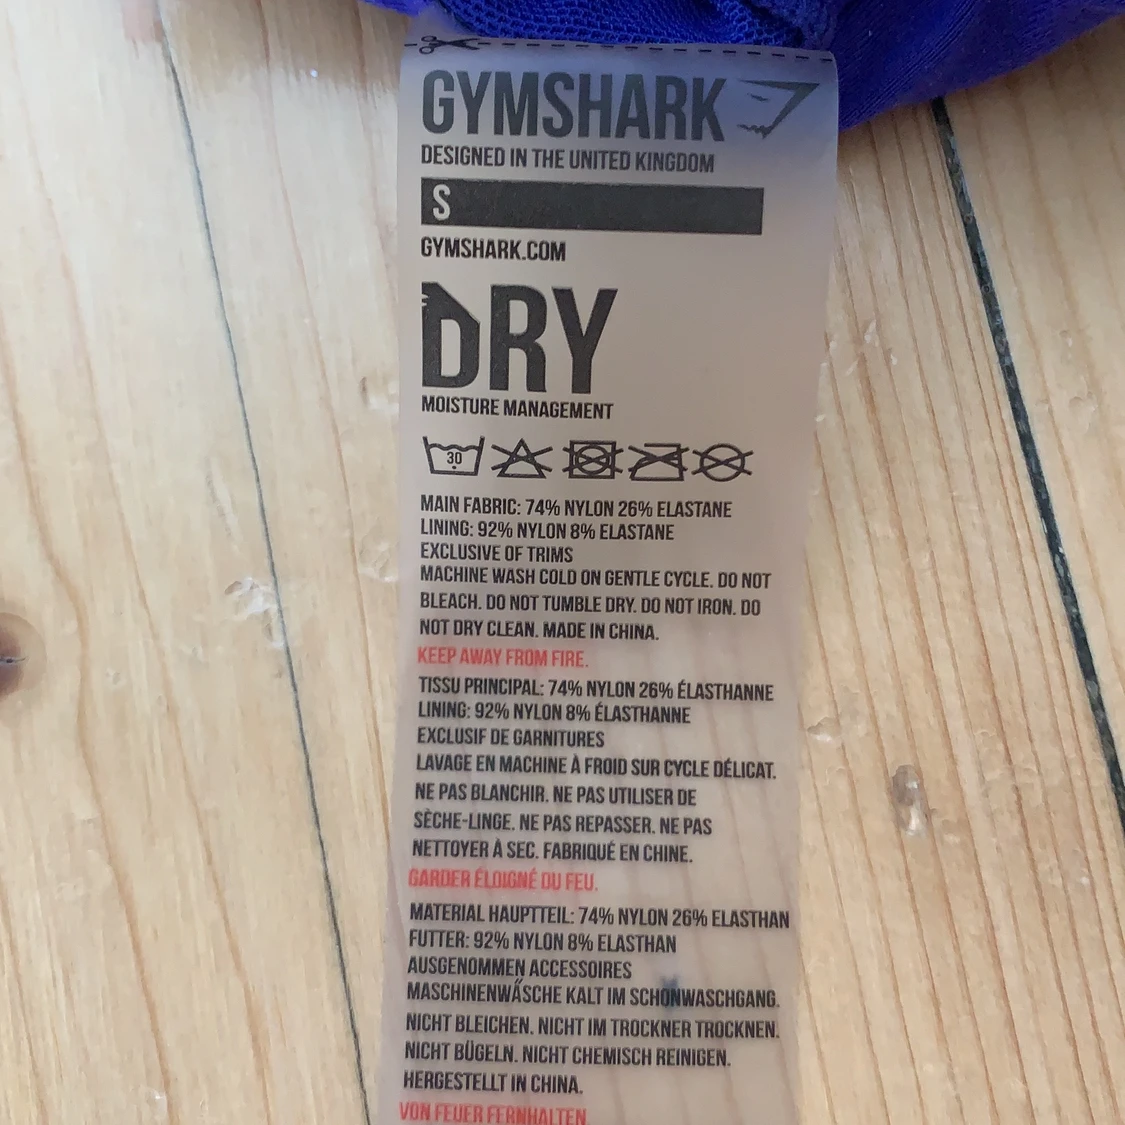 GYMSHARK
DESIGNED IN THE UNITED KINGDOM
S
GYMSHARK.COM
DRY
MOISTURE MANAGEMENT
30
MAIN FABRIC: 74% NYLON 26% ELASTANE
LINING: 92% NYLON 8% ELASTANE
EXCLUSIVE OF TRIMS
MACHINE WASH COLD ON GENTLE CYCLE. DO NOT
BLEACH. DO NOT TUMBLE DRY. DO NOT IRON. DO
NOT DRY CLEAN. MADE IN CHINA.
KEEP AWAY FROM FIRE.
TISSU PRINCIPAL: 74% NYLON 26% ÉLASTHANNE
LINING: 92% NYLON 8% ÉLASTHANNE
EXCLUSIF DE GARNITURES
LAVAGE EN MACHINE À FROID SUR CYCLE DÉLICAT.
NE PAS BLANCHIR. NE PAS UTILISER DE
SÈCHE-LINGE. NE PAS REPASSER. NE PAS
NETTOYER À SEC. FABRIQUÉ EN CHINE.
GARDER ÉLOIGNÉ DU FEU.
MATERIAL HAUPTTEIL: 74% NYLON 26% ELASTHAN
FUTTER: 92% NYLON 8% ELASTHAN
AUSGENOMMEN ACCESSOIRES
MASCHINENWÄSCHE KALT IM SCHONWASCHGANG.
NICHT BLEICHEN. NICHT IM TROCKNER TROCKNEN.
NICHT BÜGELN. NICHT CHEMISCH REINIGEN.
HERGESTELLT IN CHINA.
VON FEUER FERNHALTEN.